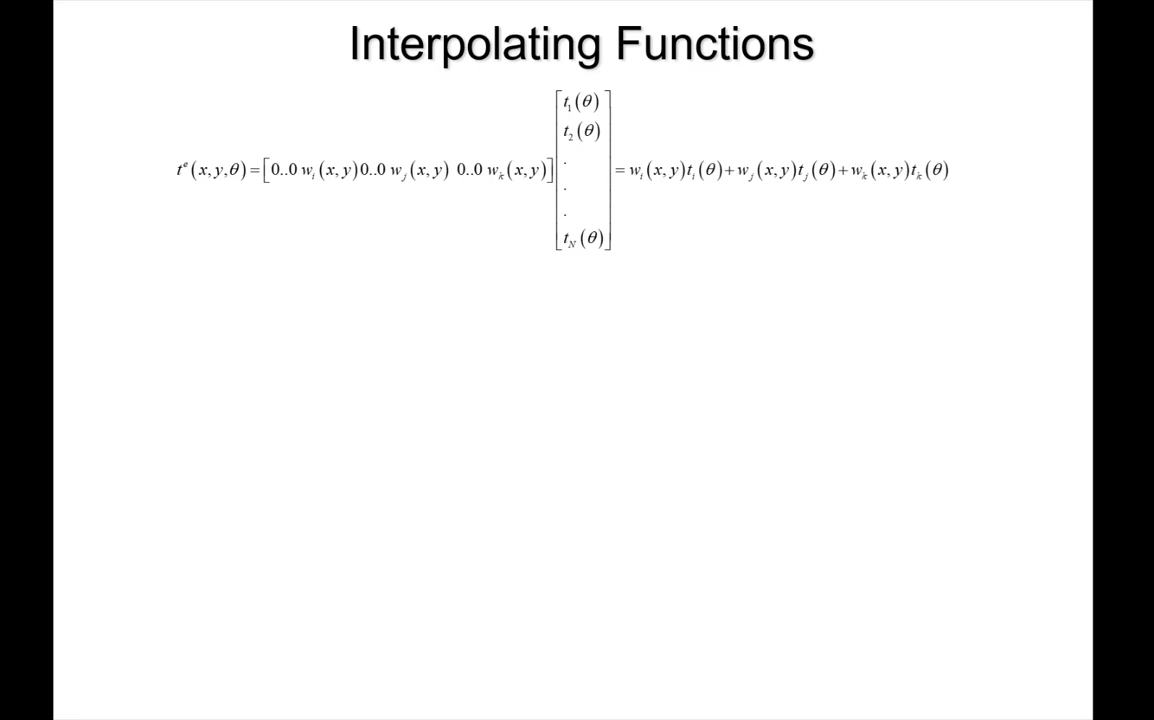 Interpolating Functions
t^e(x, y, θ) = [0..0 w_i(x, y) 0..0 w_j(x, y) 0..0 w_k(x, y)] [t_1(θ) t_2(θ) . . . t_N(θ)] = w_i(x, y)t_i(θ) + w_j(x, y)t_j(θ) + w_k(x, y)t_k(θ)